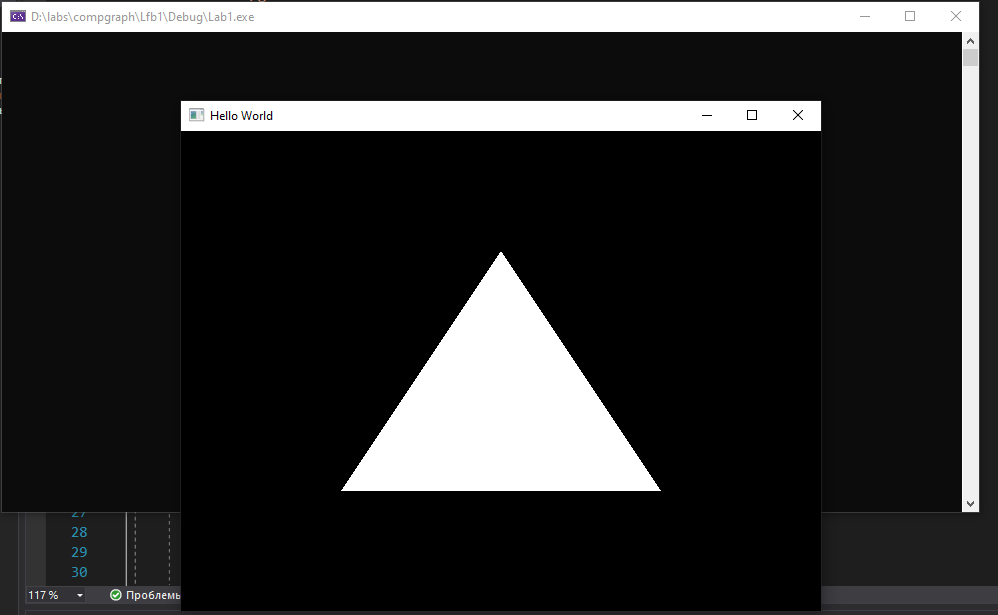 D:\labs\compgraph\Lfb1\Debug\Lab1.exe
Hello World
27
28
29
30
117 %
Проблемы